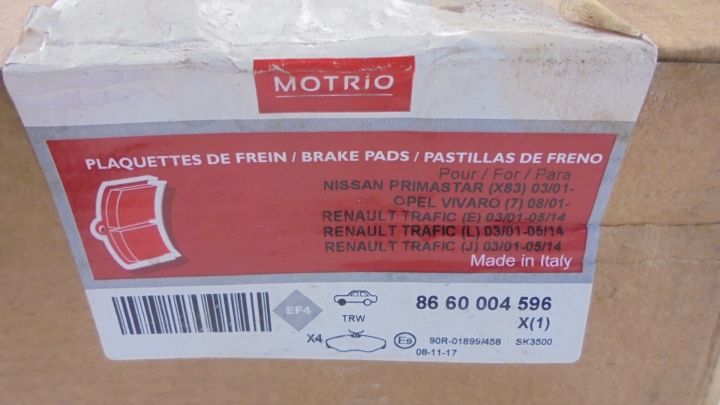 MOTRIO
PLAQUETTES DE FREIN / BRAKE PADS / PASTILLAS DE FRENO
Pour / For / Para
NISSAN PRIMASTAR (X83) 03/01-
OPEL VIVARO (7) 08/01-
RENAULT TRAFIC (E) 03/01-05/14
RENAULT TRAFIC (L) 03/01-05/14
RENAULT TRAFIC (J) 03/01-05/14
Made in Italy
EF4
TRW
86 60 004 596
X(1)
X4
E9
90R-01899/458
SK3500
08-11-17